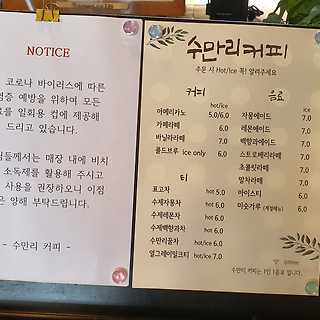 NOTICE
코로나 바이러스에 따른
염증 예방을 위하여 모든
를 일회용 컵에 제공해
드리고 있습니다.
님들께서는 매장 내에 비치
소독제를 활용해 주시고
사용을 권장하오니 이점
은 양해 부탁드립니다.
- 수만리 커피 -
수만리커피
주문 시 Hot/Ice 꼭! 알려주세요
커피
hot/ice
아메리카노 5.0/6.0
카페라떼 6.0
바닐라라떼 7.0
콜드브루 ice only 6.0
티
표고차 hot 5.0
수제자몽차 hot 6.0
수제레몬차 hot 6.0
수제백향과차 hot 6.0
수만리꿀차 hot/ice 6.0
얼그레이밀크티 hot/ice 7.0
음료
ice
자몽에이드 7.0
레몬에이드 7.0
백향과에이드 7.0
스트로베리라떼 7.0
초콜릿라떼 7.0
말차라떼 7.0
아이스티 6.0
미숫가루 (계절메뉴) 6.0
수만리 커피는 1인 1음료 입니다.